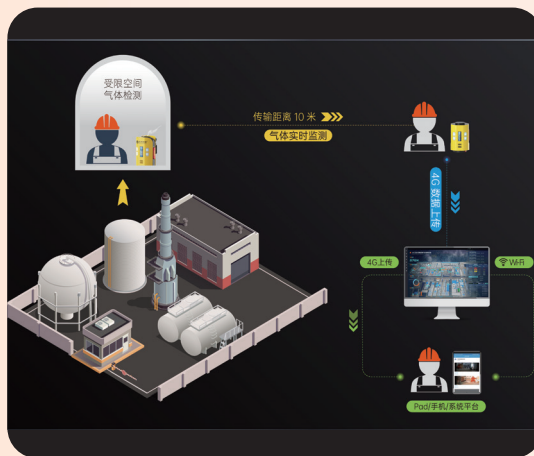 受限空间
气体检测
传输距离 10 米
气体实时监测
4G 数据上传
4G上传
WiFi
Pad/手机/系统平台